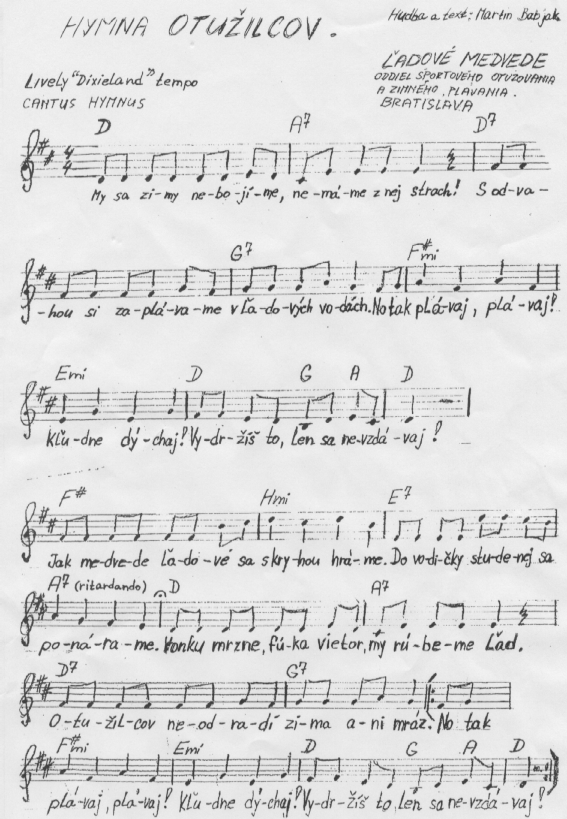 HYMNA OTUŽILCOV.
Hudba a text: Martin Babjak
ĽADOVÉ MEDVEDE
ODDIEL ŠPORTOVÉHO OTUŽOVANIA
A ZIMNÉHO PLÁVANIA.
BRATISLAVA
Lively "Dixieland" tempo
CANTUS HYMNUS
D A7 D7
My sa zi-my ne-bo-jí-me, ne-má-me z nej strach! S od-va-
G7 F#mi
-hou si za-plá-va-me v ľa-do-vých vo-dách. No tak plá-vaj, plá-vaj!
Emi D G A D
Kľu-dne dý-chaj! Vy-dr-žíš to, Len sa ne-vzdá-vaj!
F# Hmi E7
Jak me-dve-de ľa-do-vé sa skry-hou hrá-me. Do vo-di-čky stu-de-nej sa
A7 (ritardando) D A7
po-ná-ra-me. Vonku mrzne, fú-ka vietor, my rú-be-me ľad.
D7 G7
O-tu-žil-cov ne-od-ra-dí zi-ma a-ni mráz. No tak
F#mi Emi D G A D
plá-vaj, plá-vaj! Kľu-dne dý-chaj! Vy-dr-žíš to, Len sa ne-vzdá-vaj!